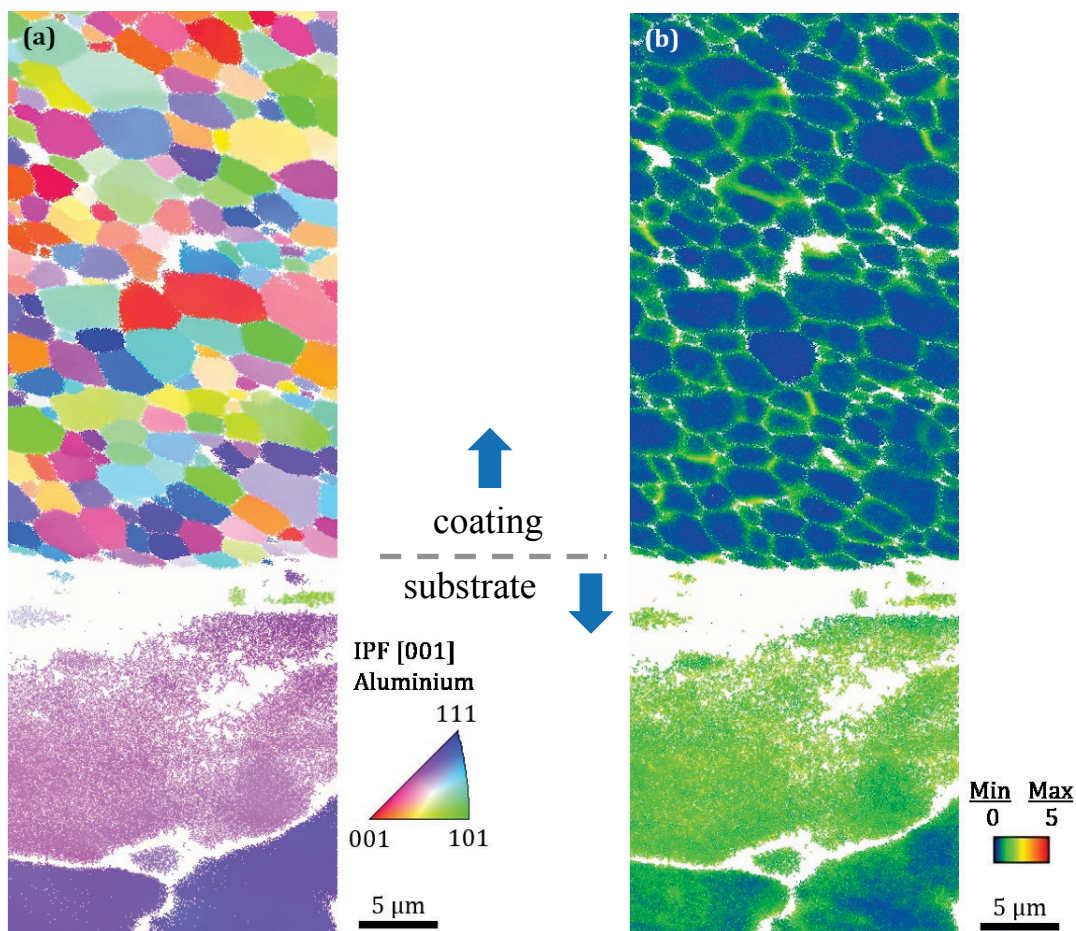 (a)
(b)
coating
substrate
IPF [001]
Aluminium
111
001
101
5 μm
Min Max
0 5
5 μm